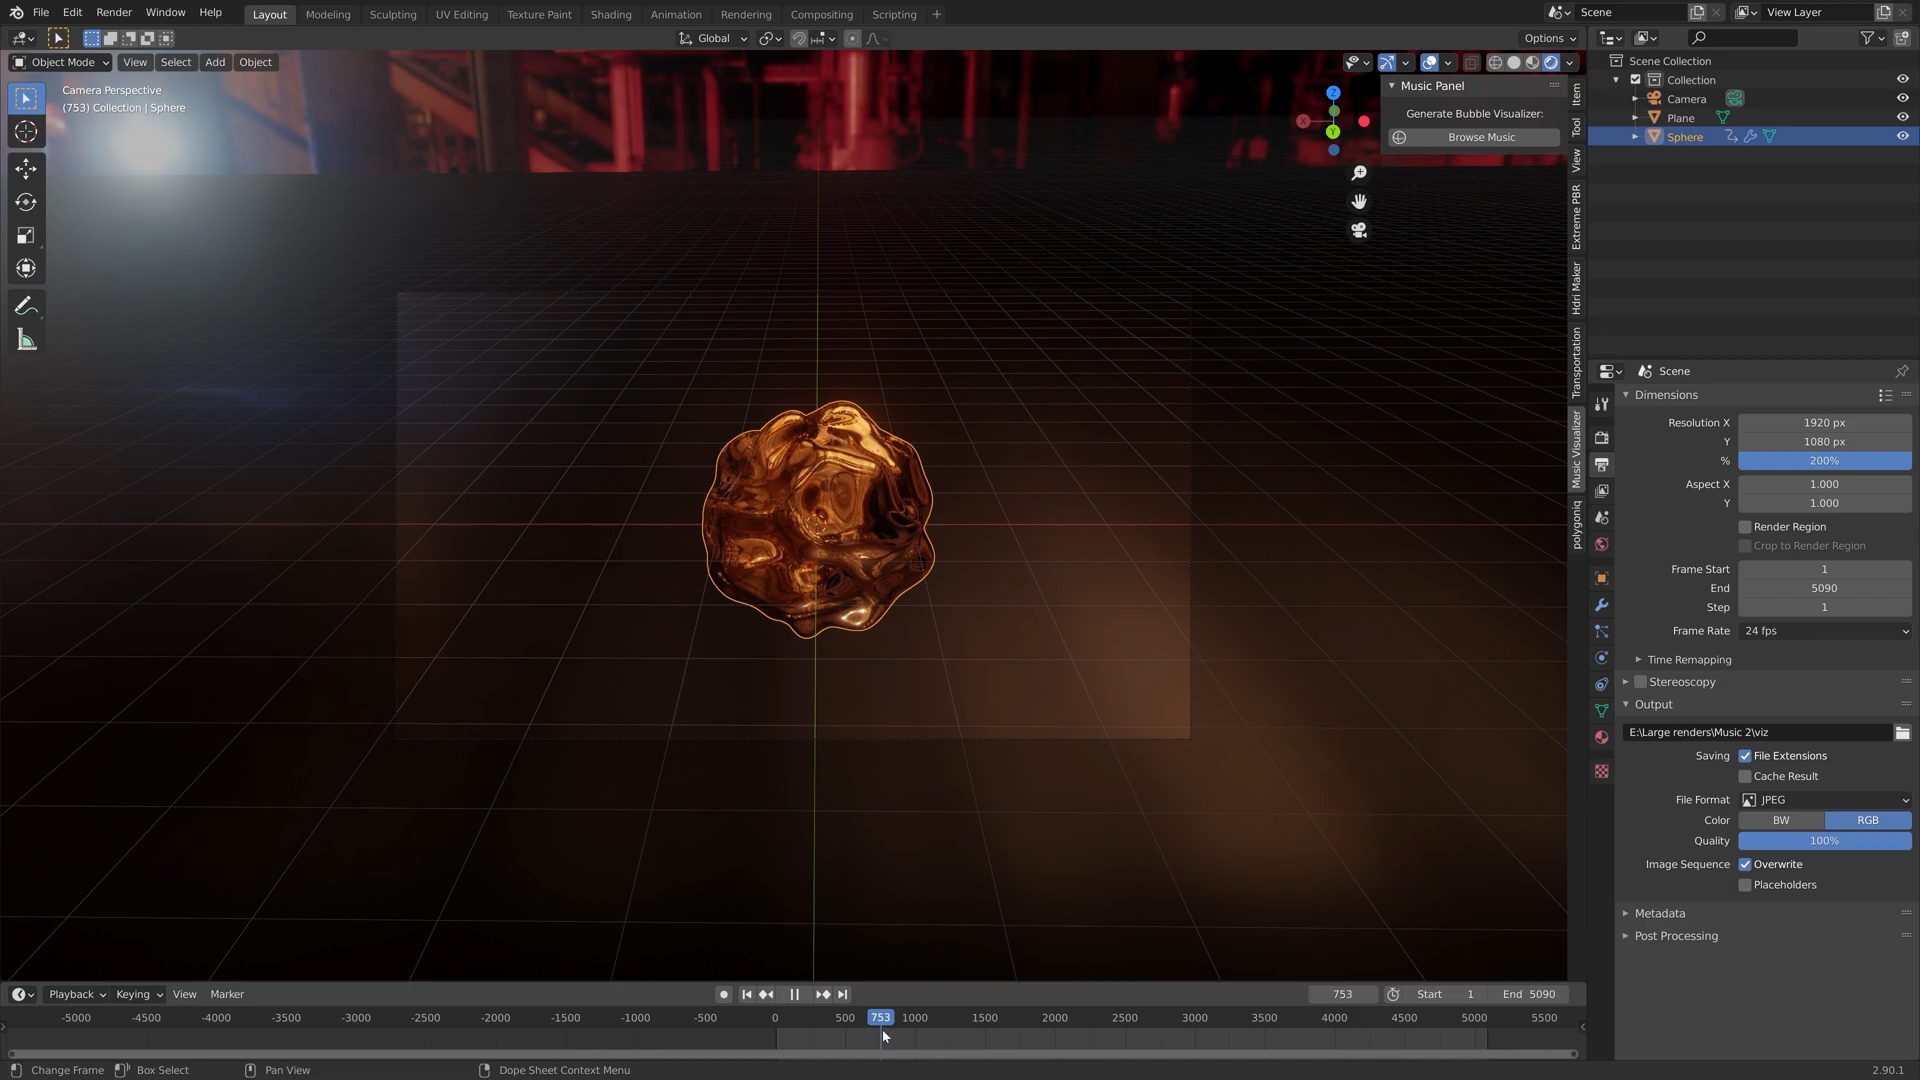 File Edit Render Window Help Layout Modeling Sculpting UV Editing Texture Paint Shading Animation Rendering Compositing Scripting + Scene View Layer
Global Options
Object Mode View Select Add Object
Camera Perspective
(753) Collection | Sphere
Z
X
Y
Music Panel
Generate Bubble Visualizer:
Browse Music
Item
Tool
View
Extreme PBR
Hdri Maker
Transportation
Music Visualizer
polygoniq
Scene Collection
Collection
Camera
Plane
Sphere
Scene
Dimensions
Resolution X 1920 px
Y 1080 px
% 200%
Aspect X 1.000
Y 1.000
Render Region
Crop to Render Region
Frame Start 1
End 5090
Step 1
Frame Rate 24 fps
Time Remapping
Stereoscopy
Output
E:\Large renders\Music 2\viz
Saving File Extensions
Cache Result
File Format JPEG
Color BW RGB
Quality 100%
Image Sequence Overwrite
Placeholders
Metadata
Post Processing
Playback Keying View Marker 753 Start 1 End 5090
-5000 -4500 -4000 -3500 -3000 -2500 -2000 -1500 -1000 -500 0 500 753 1000 1500 2000 2500 3000 3500 4000 4500 5000 5500
Change Frame Box Select Pan View Dope Sheet Context Menu 2.90.1